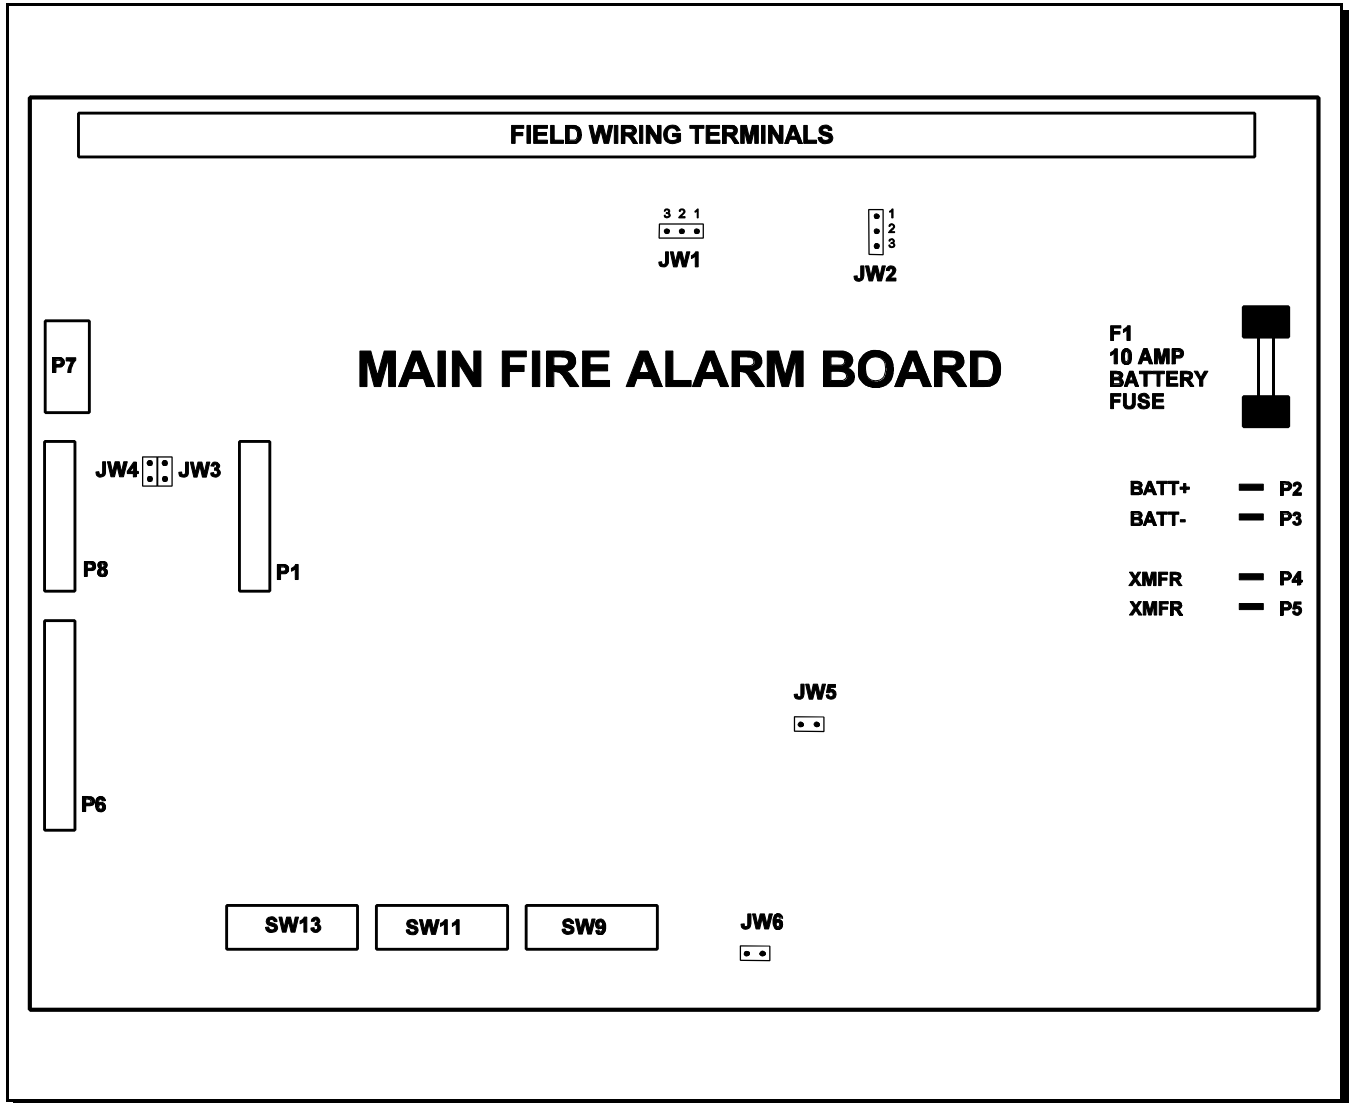 FIELD WIRING TERMINALS
3 2 1
JW1
1
2
3
JW2
P7
MAIN FIRE ALARM BOARD
F1
10 AMP
BATTERY
FUSE
JW4 JW3
P8
P1
BATT+ P2
BATT- P3
XMFR P4
XMFR P5
P6
JW5
SW13 SW11 SW9
JW6